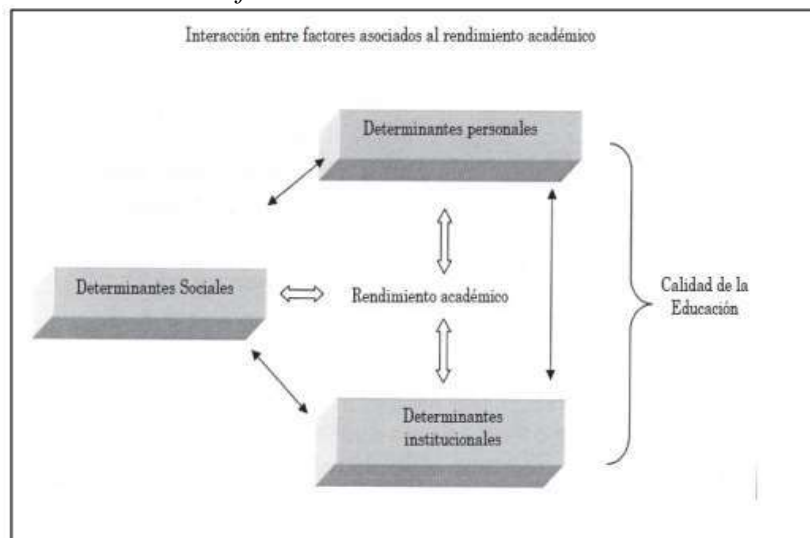 Interacción entre factores asociados al rendimiento académico
Determinantes personales
Determinantes Sociales
Rendimiento académico
Calidad de la
Educación
Determinantes
institucionales